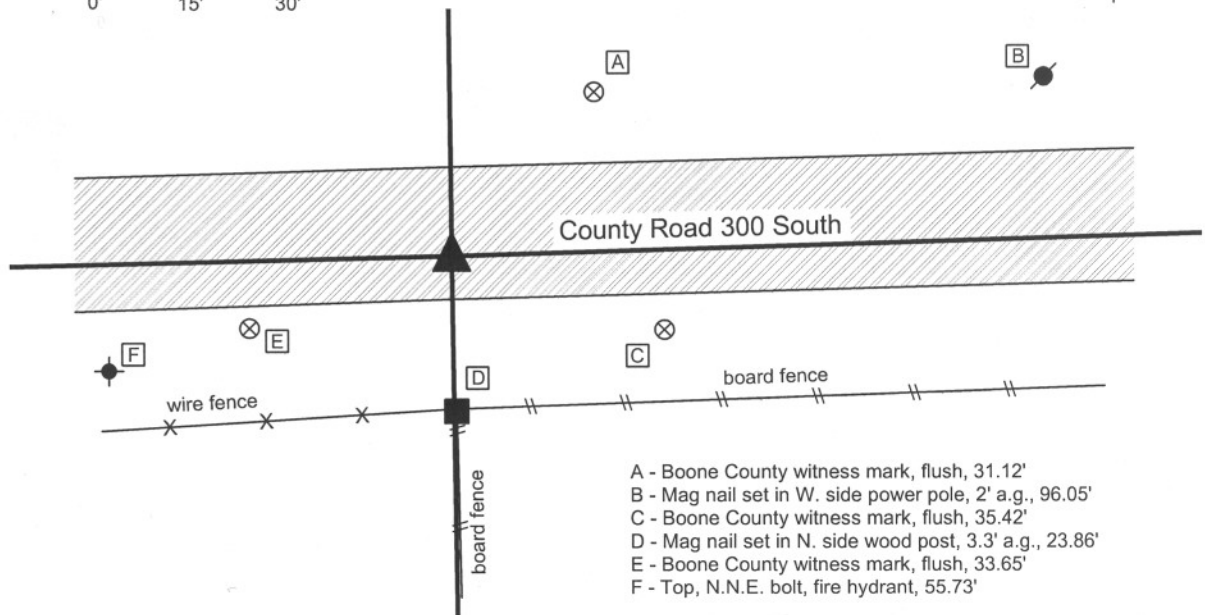 0 15' 30'
A
B
County Road 300 South
E
F
C
D
board fence
wire fence
board fence
A - Boone County witness mark, flush, 31.12'
B - Mag nail set in W. side power pole, 2' a.g., 96.05'
C - Boone County witness mark, flush, 35.42'
D - Mag nail set in N. side wood post, 3.3' a.g., 23.86'
E - Boone County witness mark, flush, 33.65'
F - Top, N.N.E. bolt, fire hydrant, 55.73'